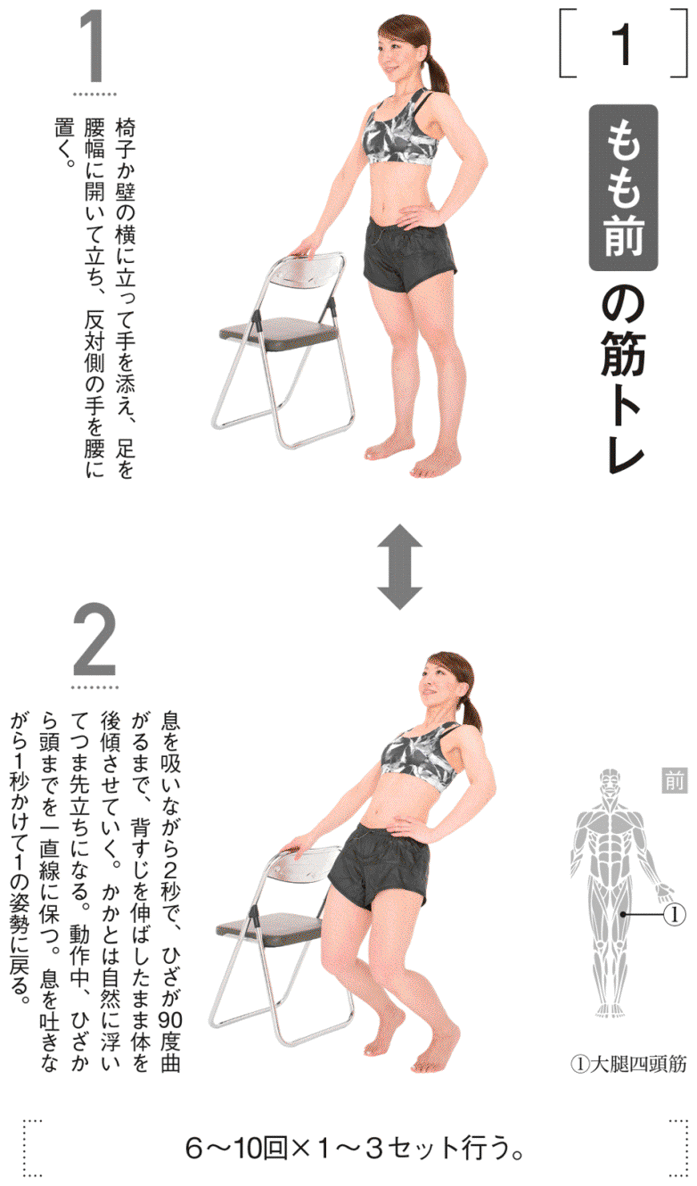 1
もも前の筋トレ
1
椅子か壁の横に立って手を添え、足を
腰幅に開いて立ち、反対側の手を腰に
置く。
2
息を吸いながら2秒で、ひざが90度曲
がるまで、背すじを伸ばしたまま体を
後傾させていく。かかとは自然に浮い
てつま先立ちになる。動作中、ひざか
ら頭までを一直線に保つ。息を吐きな
がら1秒かけて1の姿勢に戻る。
前
①
①大腿四頭筋
6〜10回×1〜3セット行う。